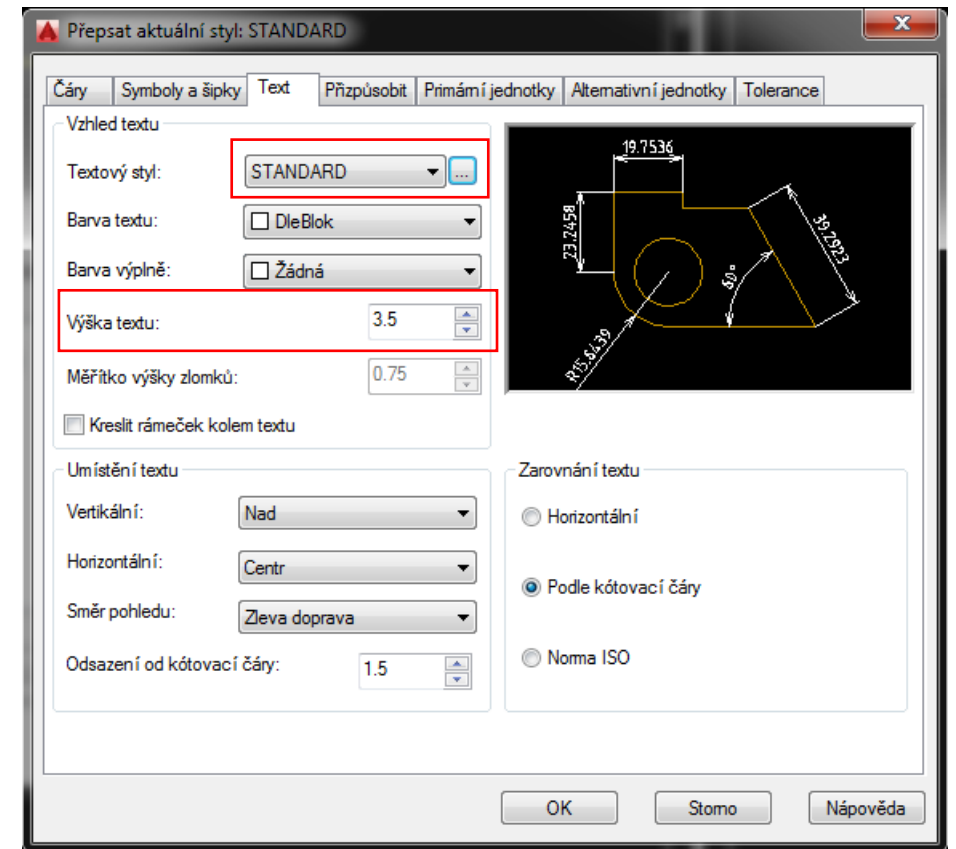 Přepsat aktuální styl: STANDARD
Čáry Symboly a šipky Text Přizpůsobit Primární jednotky Alternativní jednotky Tolerance
Vzhled textu
Textový styl: STANDARD ...
Barva textu: DleBlok
Barva výplně: Žádná
Výška textu: 3.5
Měřítko výšky zlomků: 0.75
Kreslit rámeček kolem textu
19.7536
23.2458
39.2923
60°
R15.6439
Umístění textu
Vertikální: Nad
Horizontální: Centr
Směr pohledu: Zleva doprava
Odsazení od kótovací čáry: 1.5
Zarovnání textu
Horizontální
Podle kótovací čáry
Norma ISO
OK Storno Nápověda